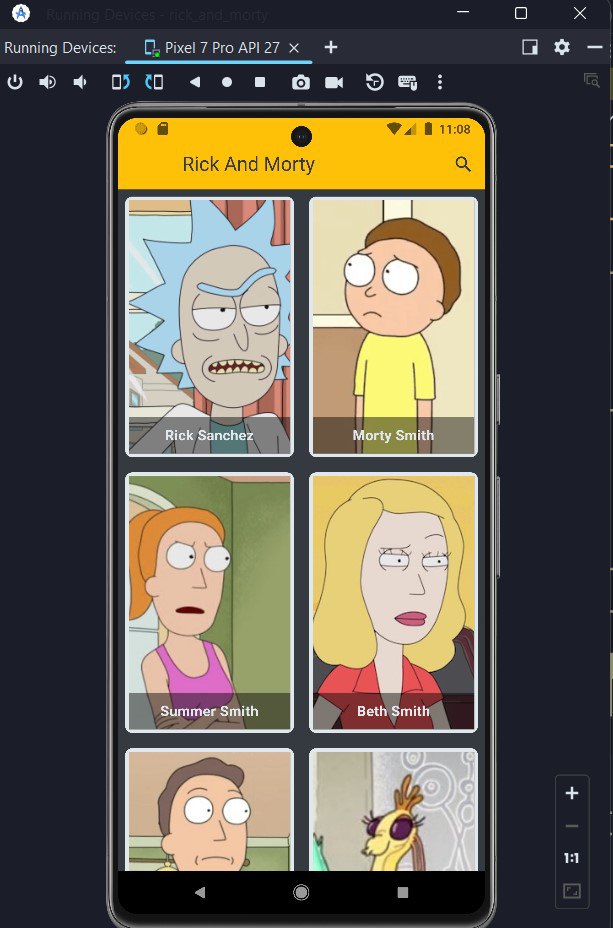 Running Devices - rick_and_morty
Running Devices:
Pixel 7 Pro API 27
11:08
Rick And Morty
Rick Sanchez
Morty Smith
Summer Smith
Beth Smith
1:1